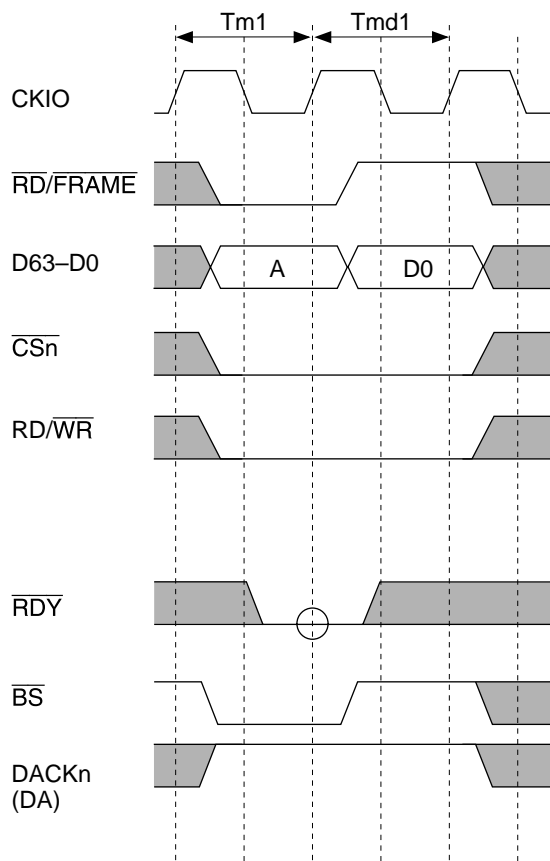 Tm1 Tmd1
CKIO
RD/FRAME
D63–D0
A D0
CSn
RD/WR
RDY
BS
DACKn
(DA)